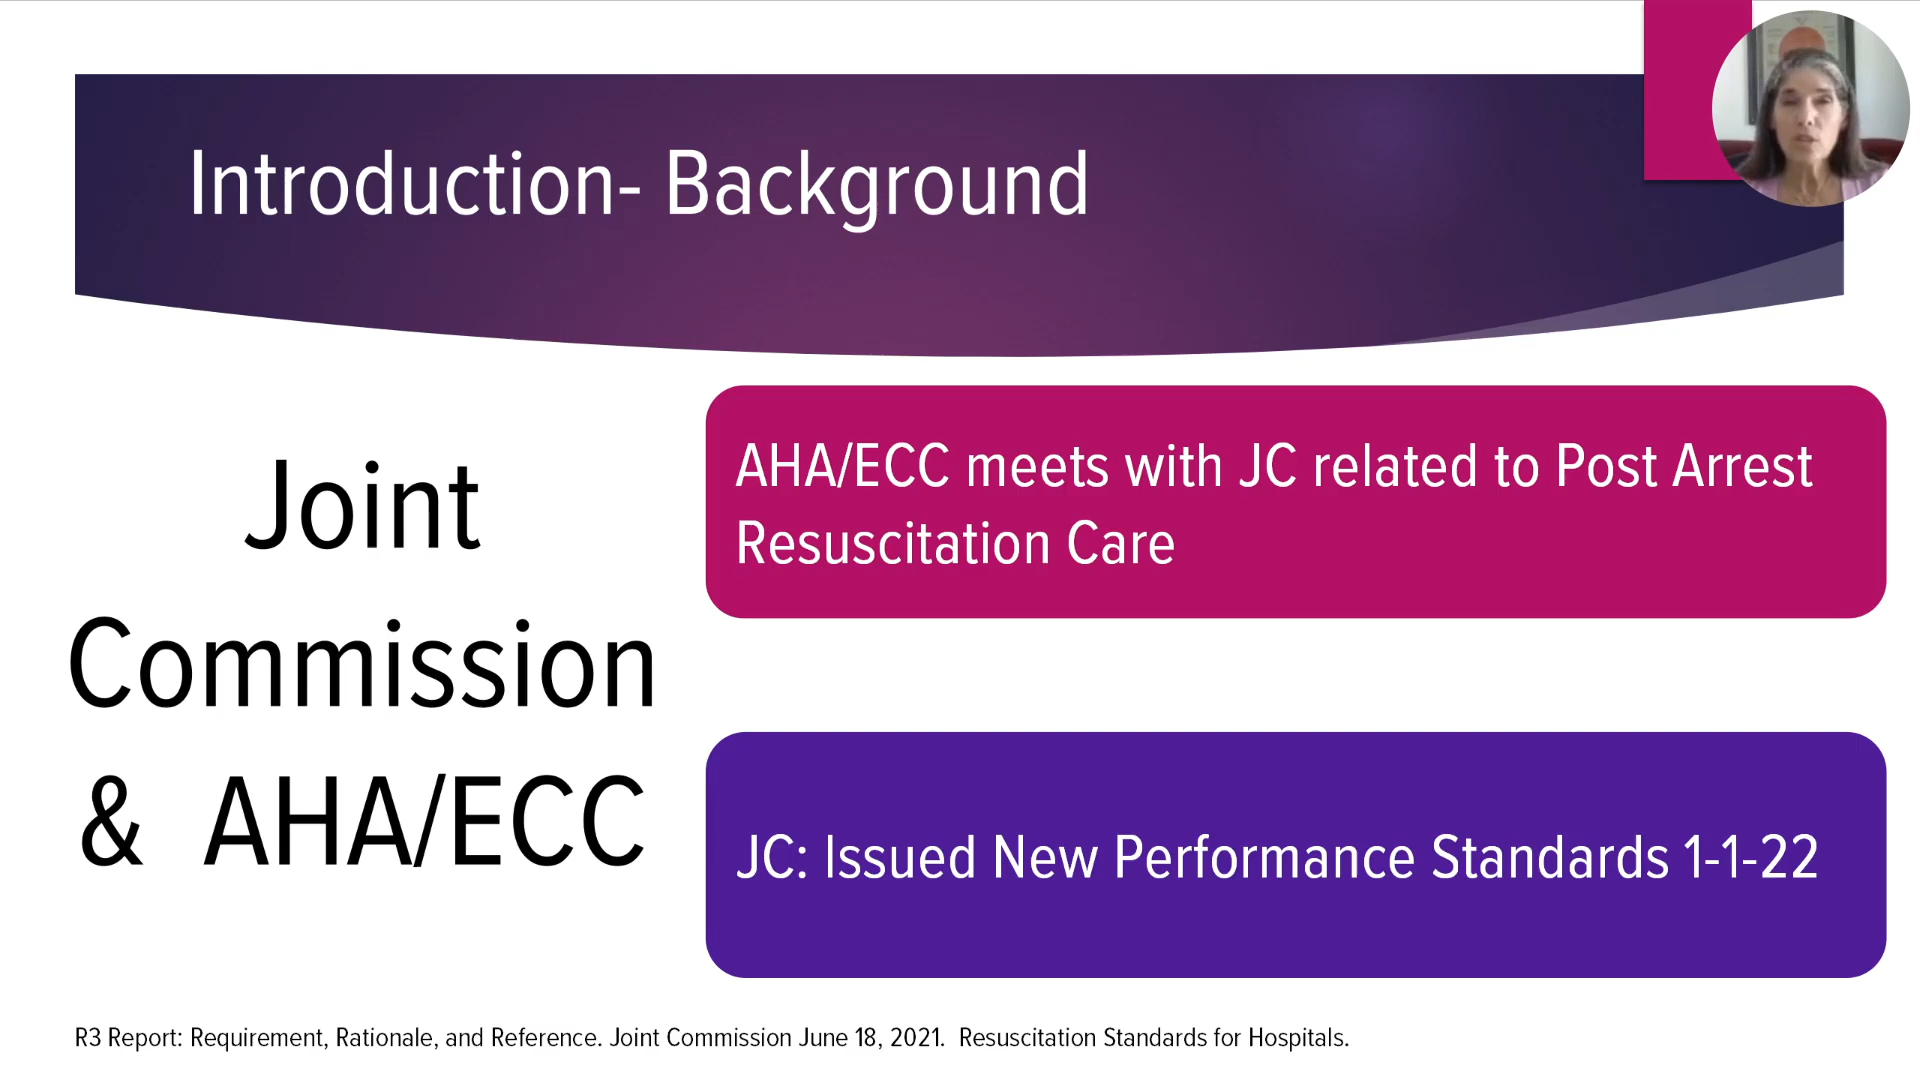 Introduction- Background
Joint
Commission
& AHA/ECC
AHA/ECC meets with JC related to Post Arrest
Resuscitation Care
JC: Issued New Performance Standards 1-1-22
R3 Report: Requirement, Rationale, and Reference. Joint Commission June 18, 2021.  Resuscitation Standards for Hospitals.